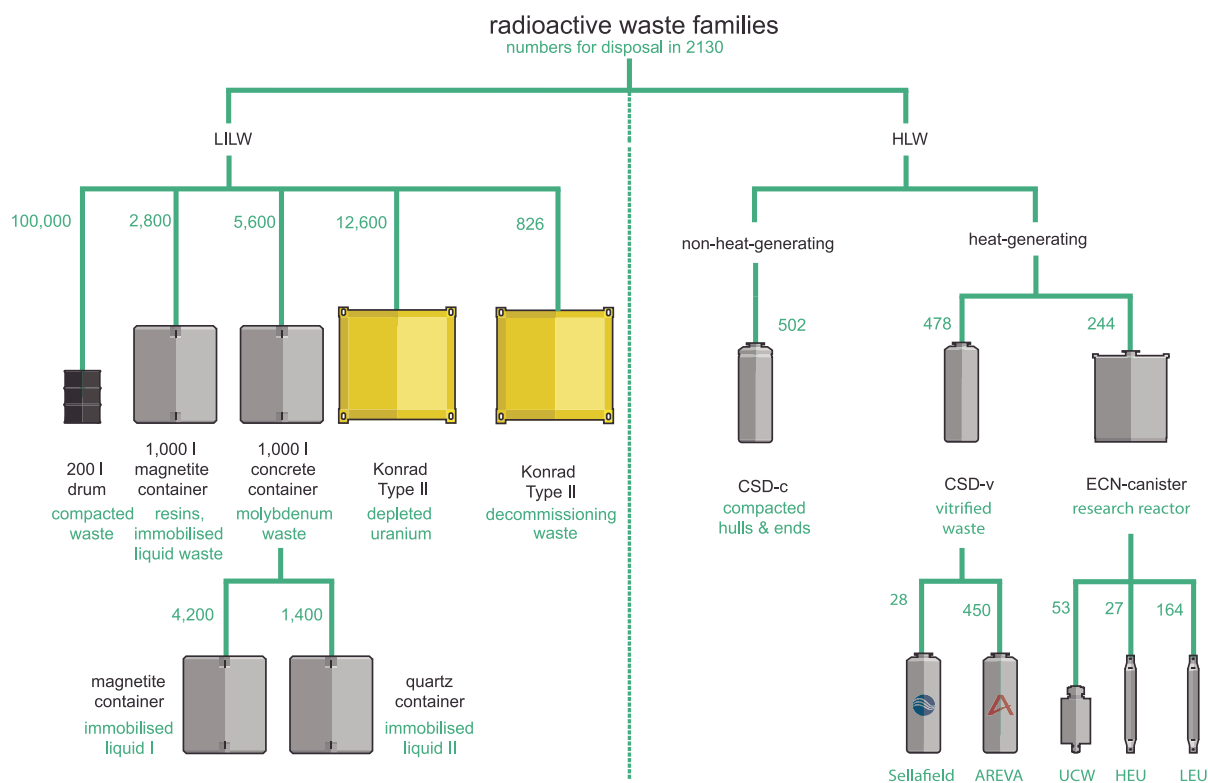 radioactive waste families
numbers for disposal in 2130
LILW
HLW
100,000
2,800
5,600
12,600
826
non-heat-generating
heat-generating
502
478
244
200 l
drum
compacted
waste
1,000 l
magnetite
container
resins,
immobilised
liquid waste
1,000 l
concrete
container
molybdenum
waste
Konrad
Type II
depleted
uranium
Konrad
Type II
decommissioning
waste
CSD-c
compacted
hulls & ends
CSD-v
vitrified
waste
ECN-canister
research reactor
4,200
1,400
28
450
53
27
164
magnetite
container
immobilised
liquid I
quartz
container
immobilised
liquid II
A
Sellafield
AREVA
UCW
HEU
LEU